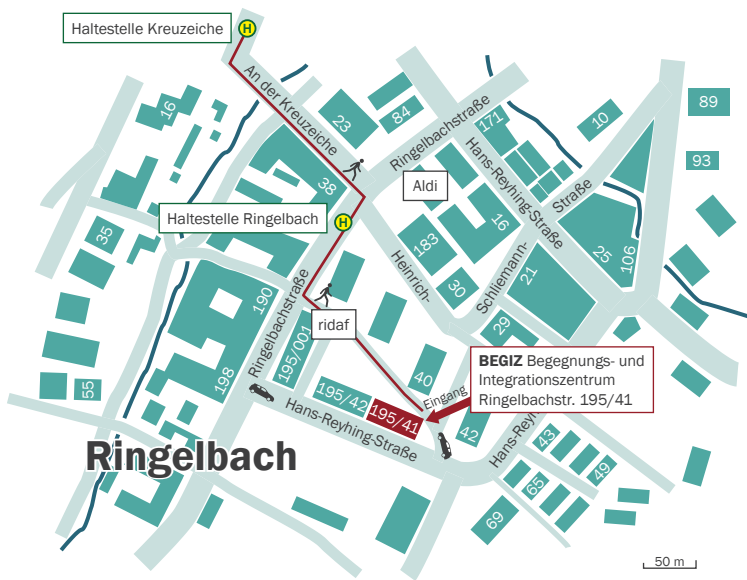 Haltestelle Kreuzeiche
H
An der Kreuzeiche
16
23
84
Ringelbachstraße
171
10
89
93
Hans-Reyhing-Straße
Straße
Aldi
38
Haltestelle Ringelbach
H
35
183
16
Heinrich-
Schliemann-
25
106
30
21
190
Ringelbachstraße
ridaf
29
195/001
198
55
40
BEGIZ Begegnungs- und
Integrationszentrum
Ringelbachstr. 195/41
Eingang
195/42
195/41
42
Hans-Reyhing-Straße
Hans-Rey
43
49
65
69
Ringelbach
50 m